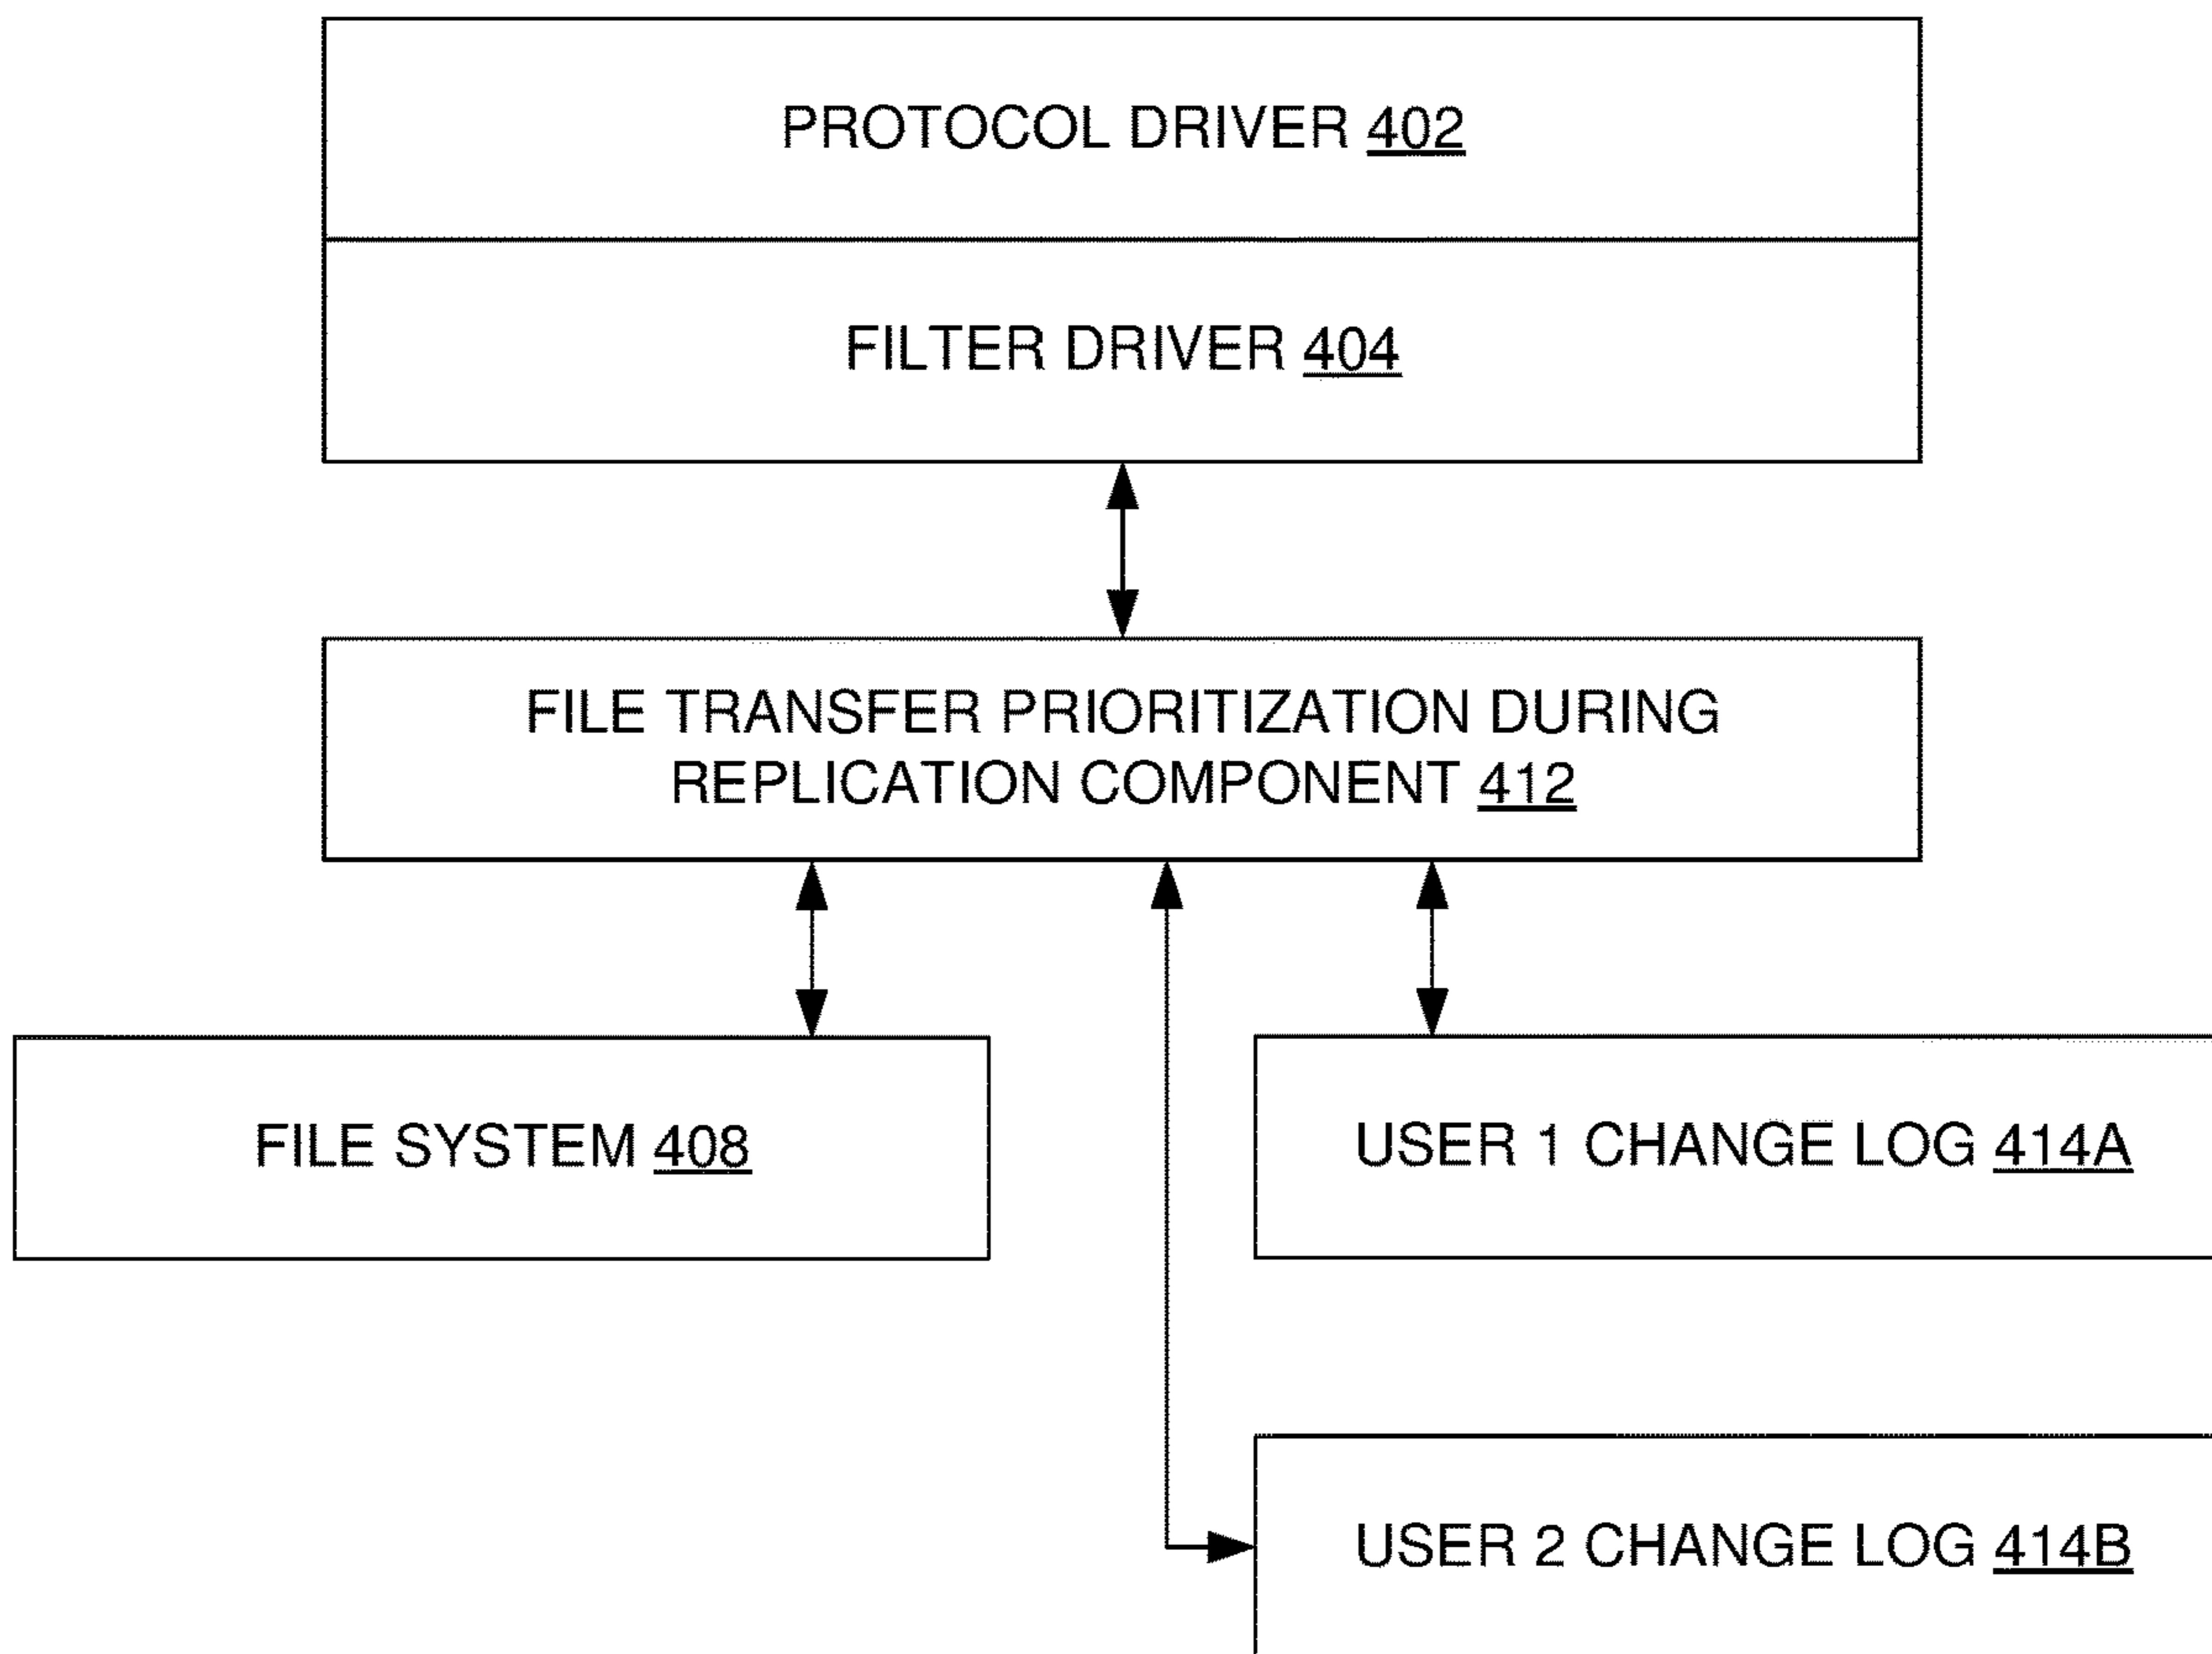 PROTOCOL DRIVER 402
FILTER DRIVER 404
FILE TRANSFER PRIORITIZATION DURING
REPLICATION COMPONENT 412
FILE SYSTEM 408
USER 1 CHANGE LOG 414A
USER 2 CHANGE LOG 414B